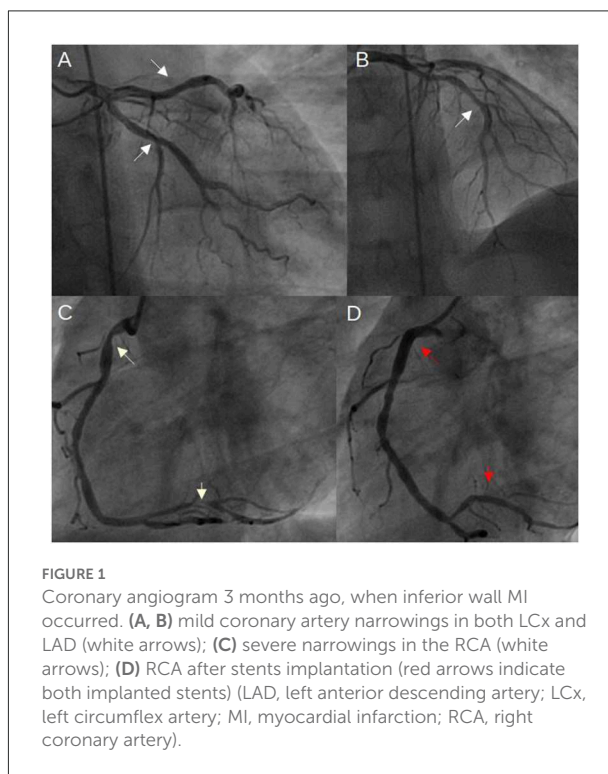 A
B
C
D
FIGURE 1
Coronary angiogram 3 months ago, when inferior wall MI
occurred. (A, B) mild coronary artery narrowings in both LCx and
LAD (white arrows); (C) severe narrowings in the RCA (white
arrows); (D) RCA after stents implantation (red arrows indicate
both implanted stents) (LAD, left anterior descending artery; LCx,
left circumflex artery; MI, myocardial infarction; RCA, right
coronary artery).